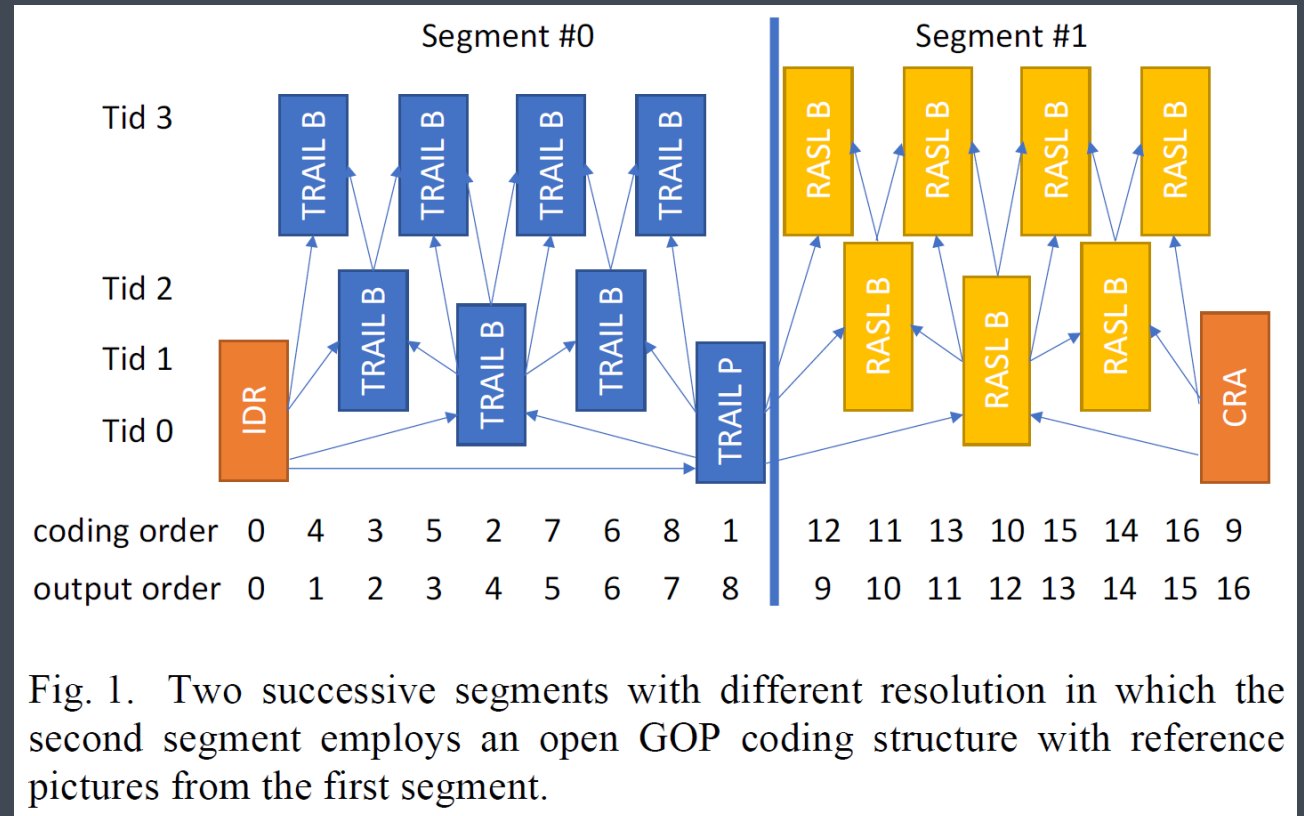 Segment #0 Segment #1
Tid 3 TRAIL B TRAIL B TRAIL B TRAIL B RASL B RASL B RASL B RASL B
Tid 2 TRAIL B TRAIL B RASL B RASL B
Tid 1 TRAIL B RASL B
Tid 0 IDR TRAIL P CRA
coding order 0 4 3 5 2 7 6 8 1 12 11 13 10 15 14 16 9
output order 0 1 2 3 4 5 6 7 8 9 10 11 12 13 14 15 16
Fig. 1. Two successive segments with different resolution in which the
second segment employs an open GOP coding structure with reference
pictures from the first segment.